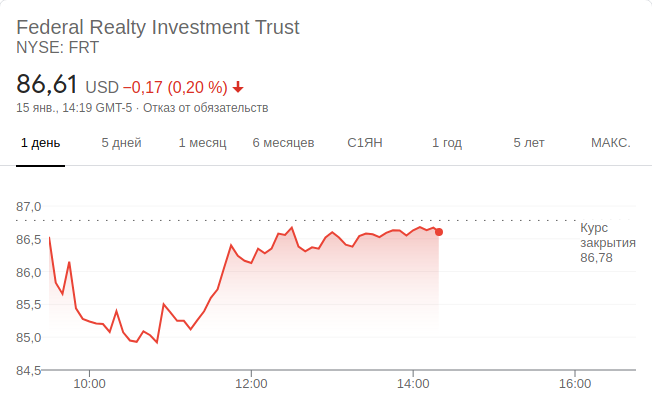 Federal Realty Investment Trust
NYSE: FRT
86,61 USD −0,17 (0,20 %)
15 янв., 14:19 GMT-5 · Отказ от обязательств
1 день 5 дней 1 месяц 6 месяцев С1ЯН 1 год 5 лет МАКС.
87,0
Курс
86,5
закрытия
86,78
86,0
85,5
85,0
84,5
10:00 12:00 14:00 16:00